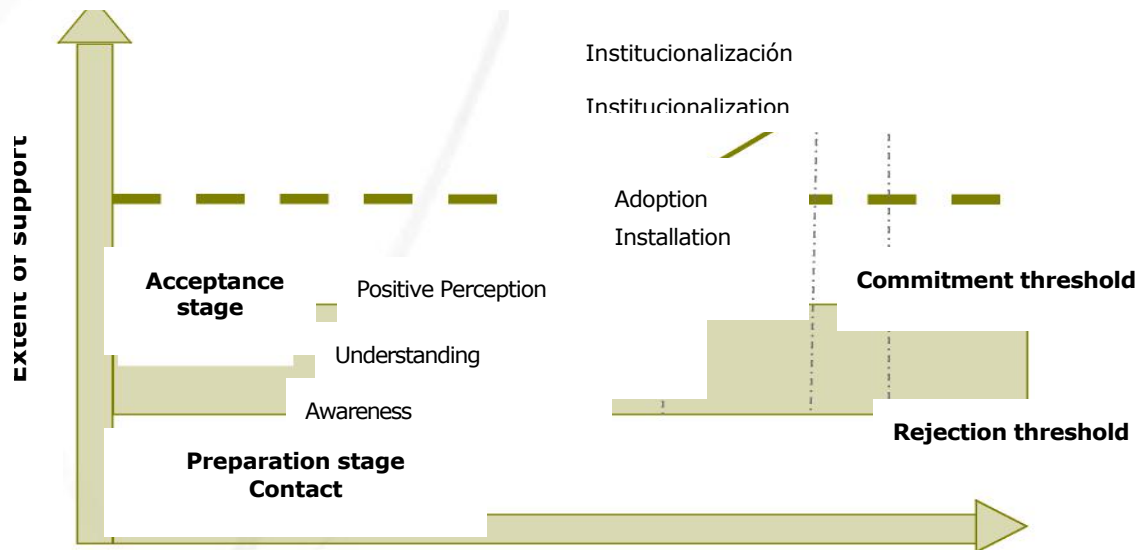 Institucionalización
Institucionalization
Extent of support
Adoption
Installation
Acceptance
stage
Positive Perception
Commitment threshold
Understanding
Awareness
Rejection threshold
Preparation stage
Contact